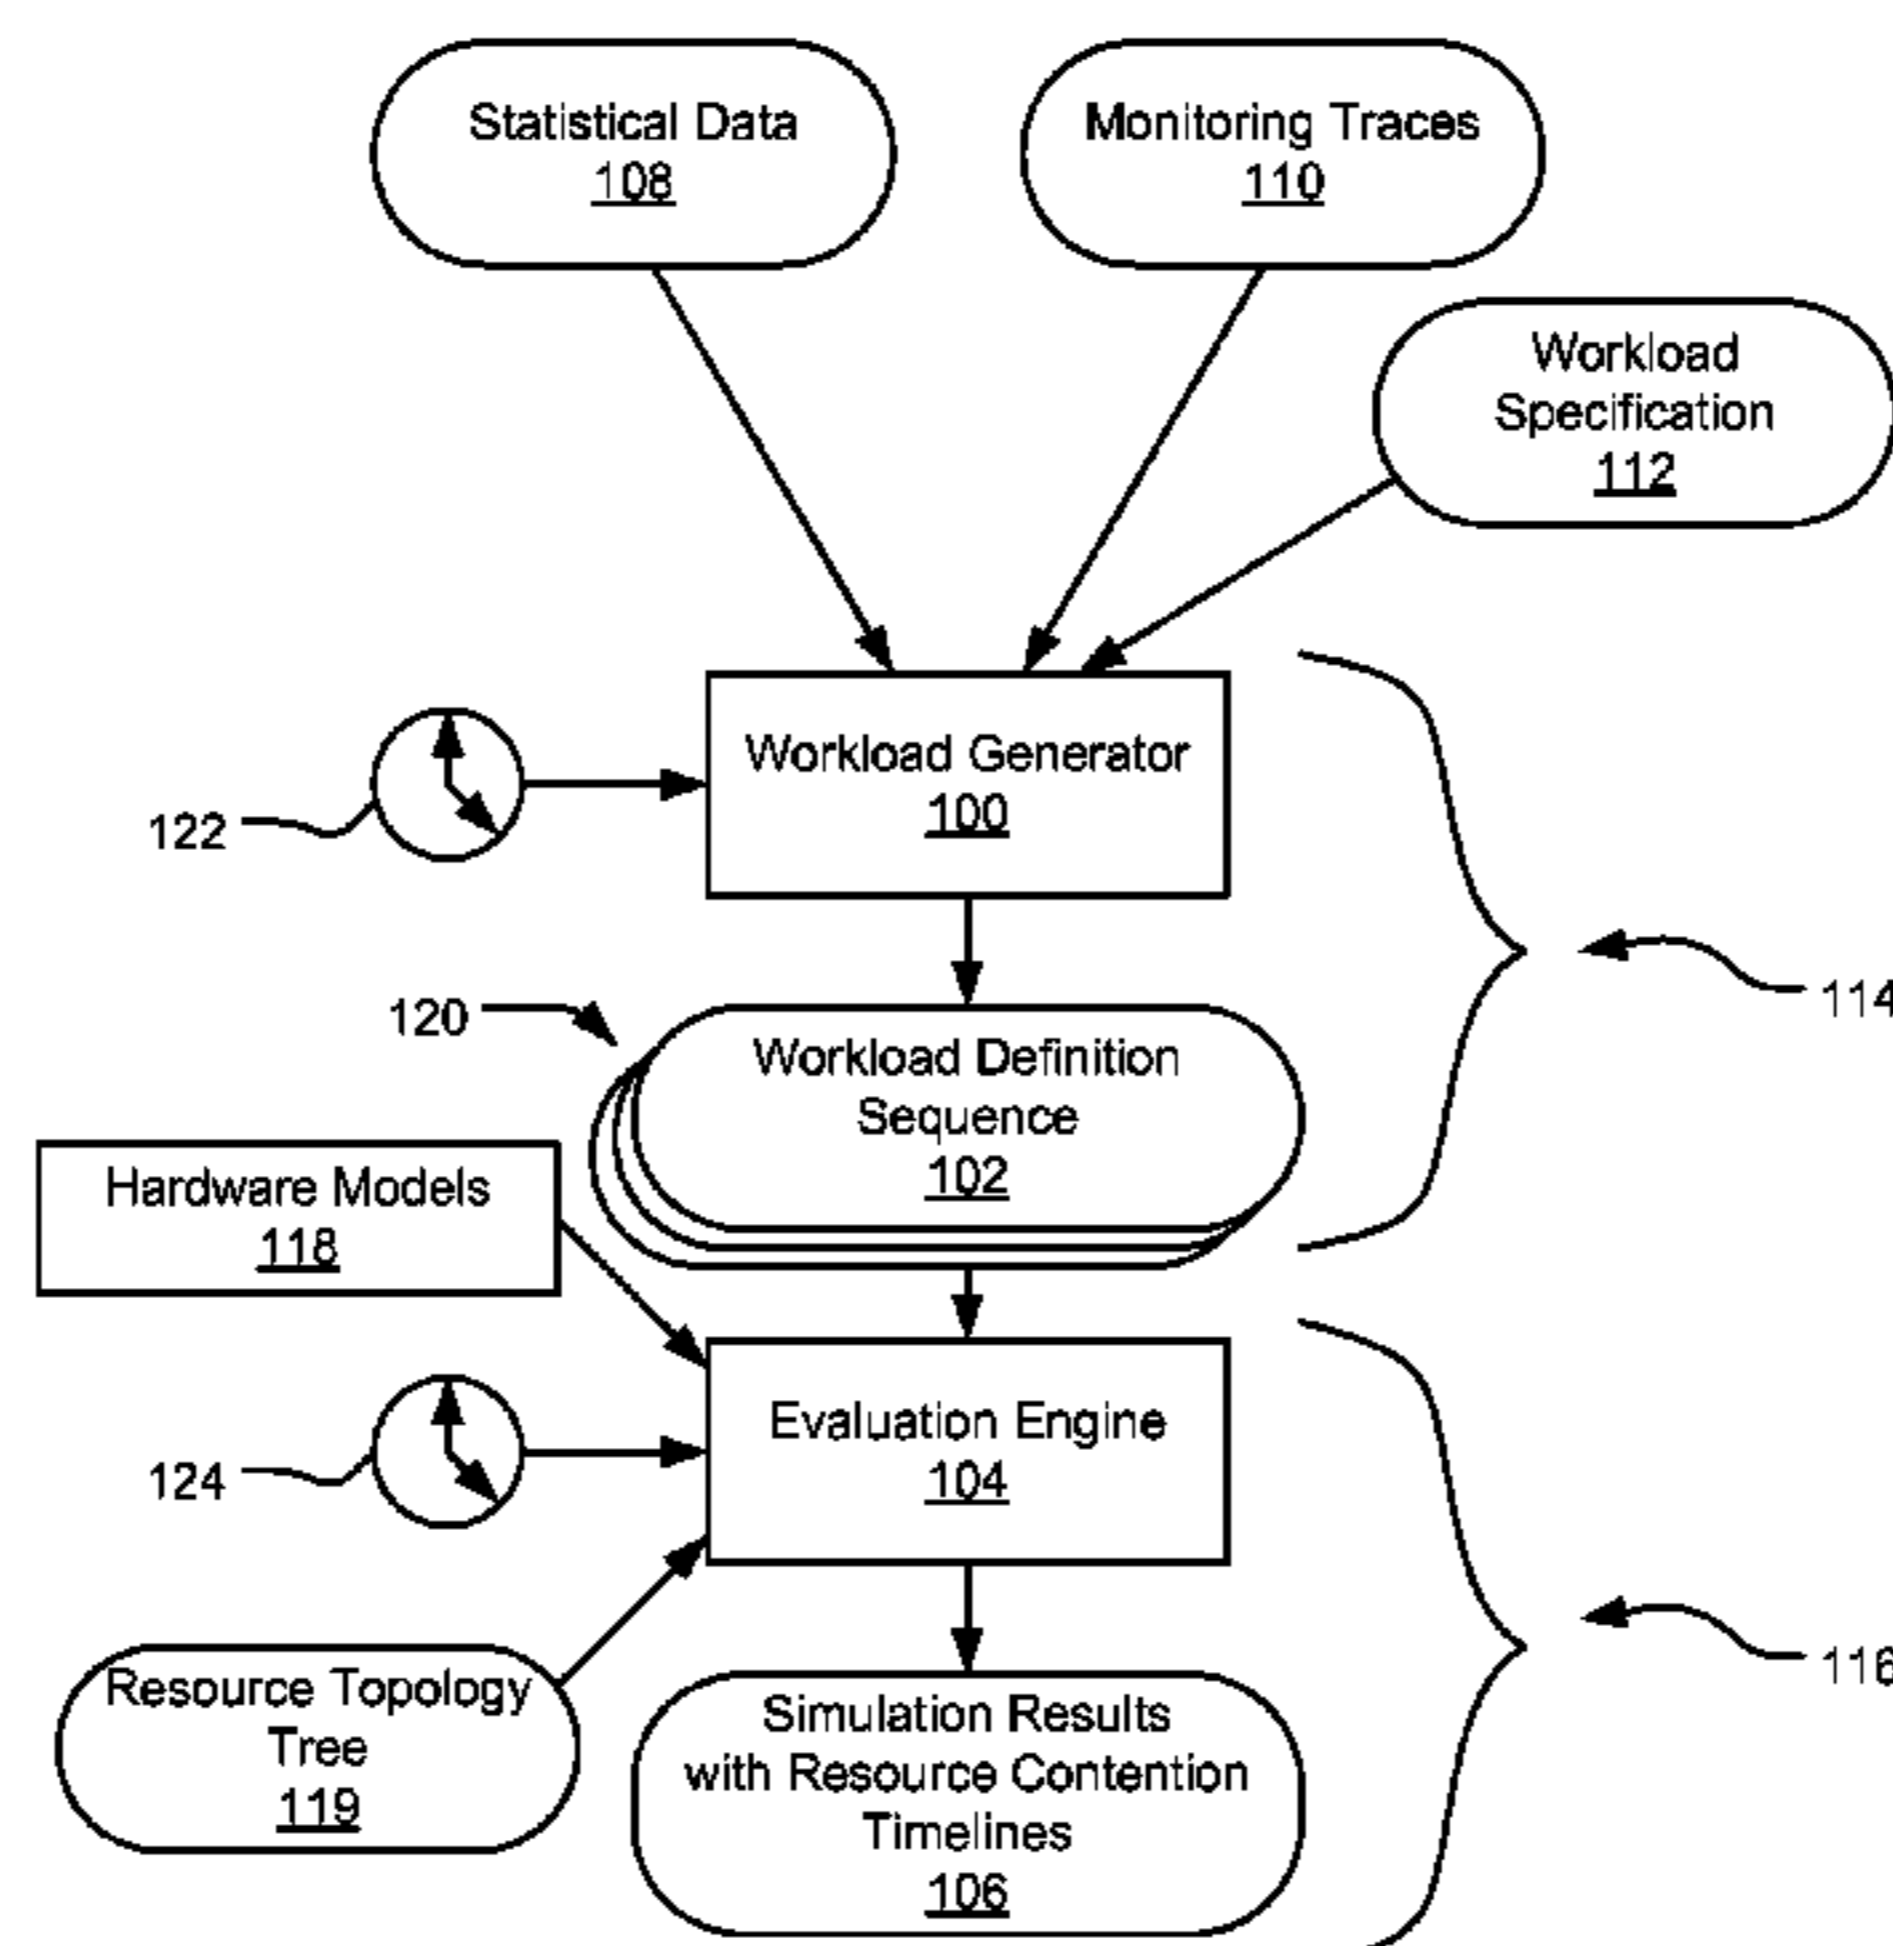 Statistical Data
108
Monitoring Traces
110
Workload
Specification
112
Workload Generator
100
122
114
120
Workload Definition
Sequence
102
Hardware Models
118
Evaluation Engine
104
124
116
Resource Topology
Tree
119
Simulation Results
with Resource Contention
Timelines
106